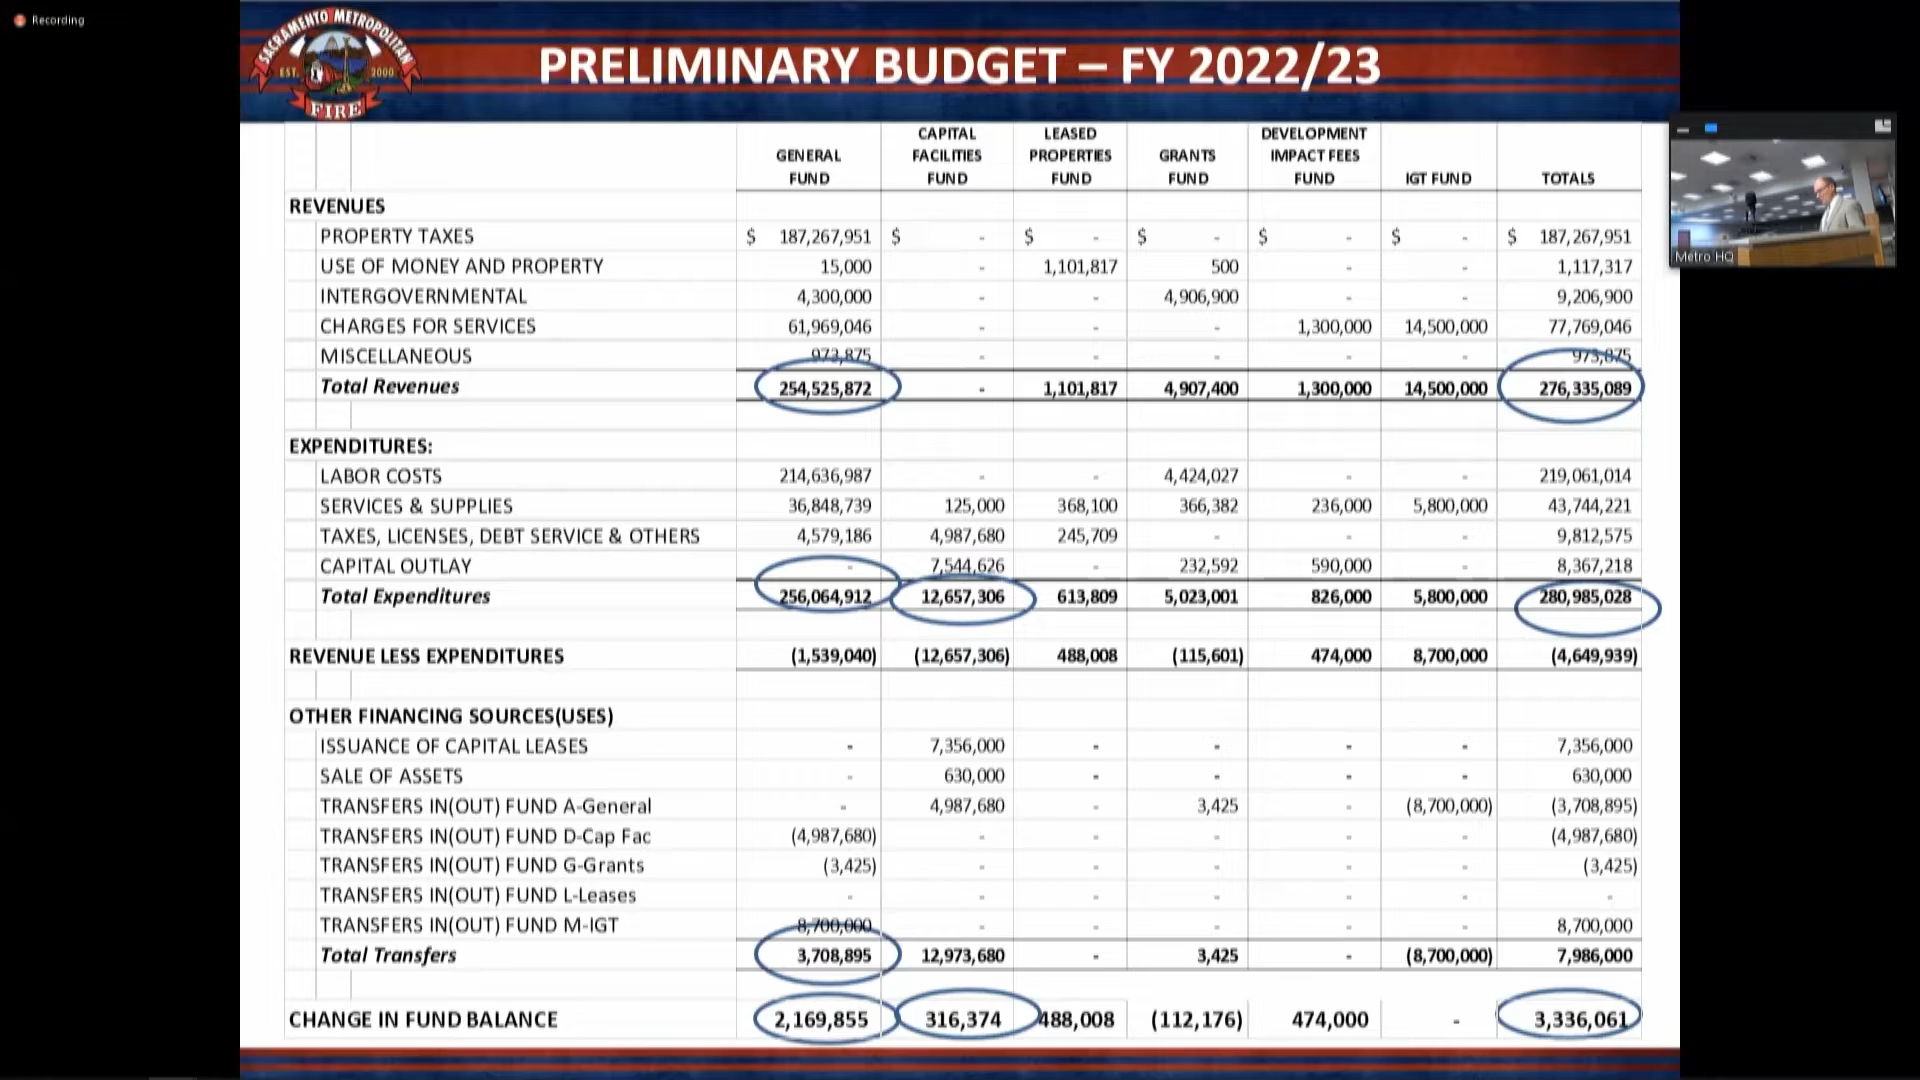 Recording
SACRAMENTO METROPOLITAN
EST. 2000
FIRE
PRELIMINARY BUDGET – FY 2022/23
GENERAL FUND CAPITAL FACILITIES FUND LEASED PROPERTIES FUND GRANTS FUND DEVELOPMENT IMPACT FEES FUND IGT FUND TOTALS
Metro HQ
REVENUES
PROPERTY TAXES $ 187,267,951 $ - $ - $ - $ - $ - $ 187,267,951
USE OF MONEY AND PROPERTY 15,000 - 1,101,817 500 - - 1,117,317
INTERGOVERNMENTAL 4,300,000 - - 4,906,900 - - 9,206,900
CHARGES FOR SERVICES 61,969,046 - - - 1,300,000 14,500,000 77,769,046
MISCELLANEOUS 973,875 - - - - - 973,875
Total Revenues 254,525,872 - 1,101,817 4,907,400 1,300,000 14,500,000 276,335,089
EXPENDITURES:
LABOR COSTS 214,636,987 - - 4,424,027 - - 219,061,014
SERVICES & SUPPLIES 36,848,739 125,000 368,100 366,382 236,000 5,800,000 43,744,221
TAXES, LICENSES, DEBT SERVICE & OTHERS 4,579,186 4,987,680 245,709 - - - 9,812,575
CAPITAL OUTLAY - 7,544,626 - 232,592 590,000 - 8,367,218
Total Expenditures 256,064,912 12,657,306 613,809 5,023,001 826,000 5,800,000 280,985,028
REVENUE LESS EXPENDITURES (1,539,040) (12,657,306) 488,008 (115,601) 474,000 8,700,000 (4,649,939)
OTHER FINANCING SOURCES(USES)
ISSUANCE OF CAPITAL LEASES - 7,356,000 - - - - 7,356,000
SALE OF ASSETS - 630,000 - - - - 630,000
TRANSFERS IN(OUT) FUND A-General - 4,987,680 - 3,425 - (8,700,000) (3,708,895)
TRANSFERS IN(OUT) FUND D-Cap Fac (4,987,680) - - - - - (4,987,680)
TRANSFERS IN(OUT) FUND G-Grants (3,425) - - - - - (3,425)
TRANSFERS IN(OUT) FUND L-Leases - - - - - - -
TRANSFERS IN(OUT) FUND M-IGT 8,700,000 - - - - - 8,700,000
Total Transfers 3,708,895 12,973,680 - 3,425 - (8,700,000) 7,986,000
CHANGE IN FUND BALANCE 2,169,855 316,374 488,008 (112,176) 474,000 - 3,336,061